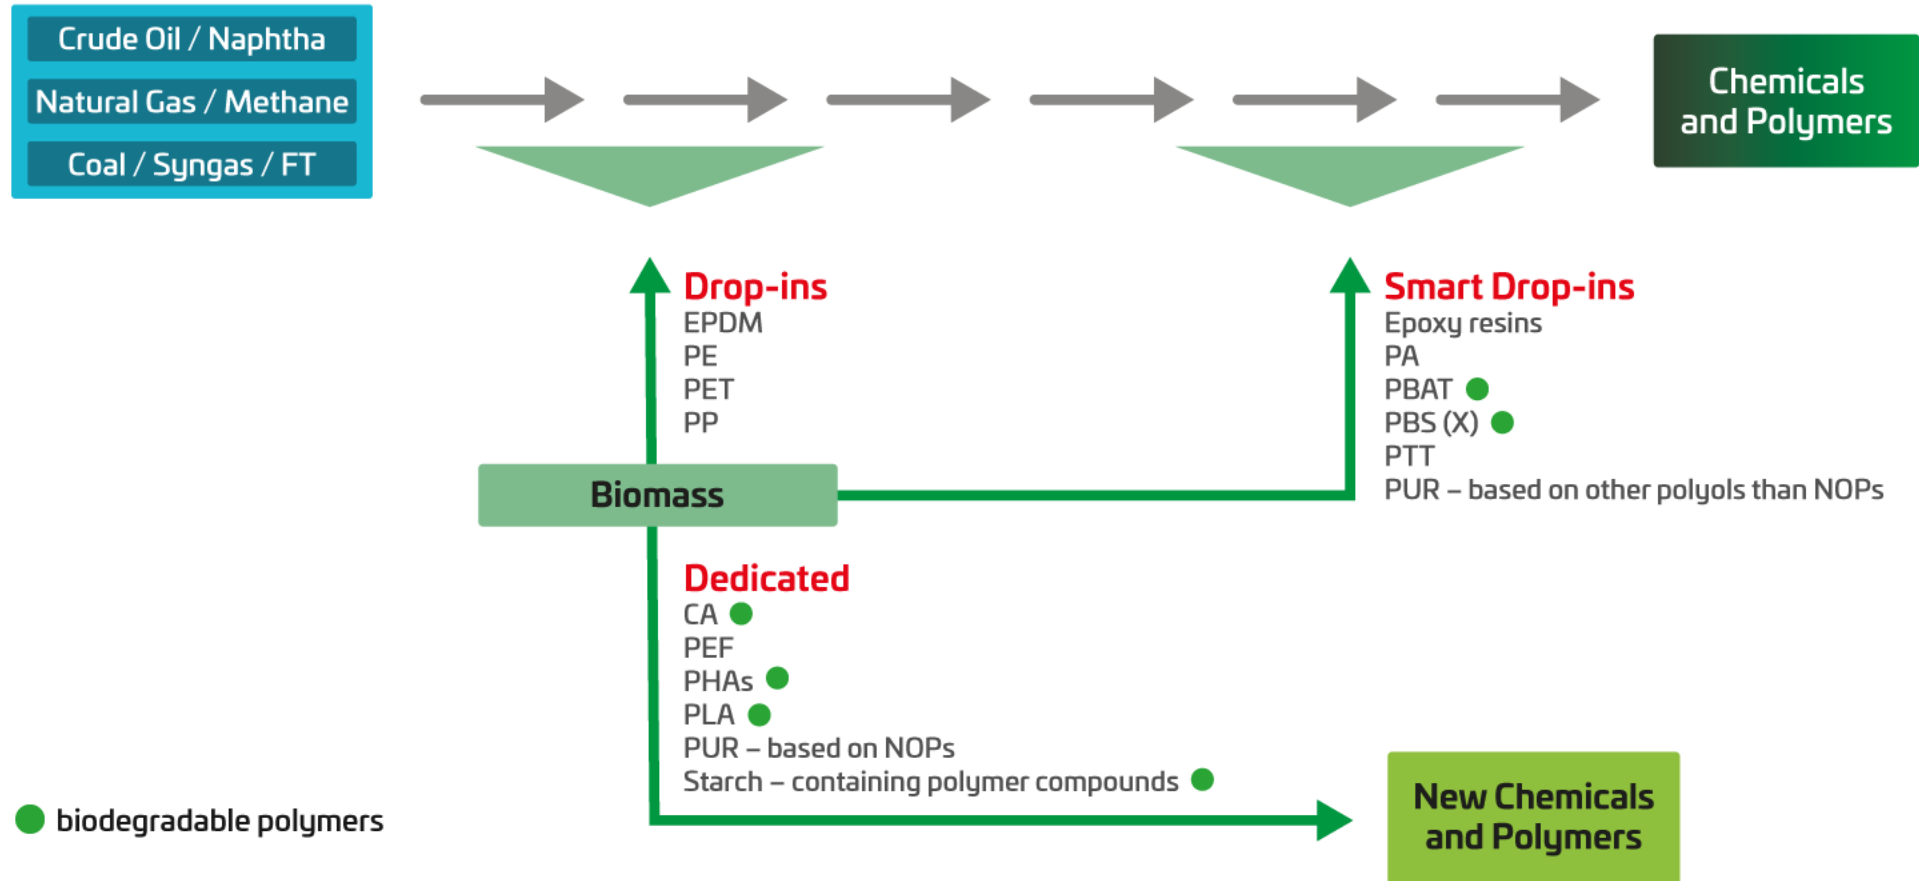 Crude Oil / Naphtha
Natural Gas / Methane
Coal / Syngas / FT
Chemicals
and Polymers
Drop-ins
EPDM
PE
PET
PP
Smart Drop-ins
Epoxy resins
PA
PBAT
PBS (X)
PTT
PUR – based on other polyols than NOPs
Biomass
Dedicated
CA
PEF
PHAs
PLA
PUR – based on NOPs
Starch – containing polymer compounds
New Chemicals
and Polymers
biodegradable polymers